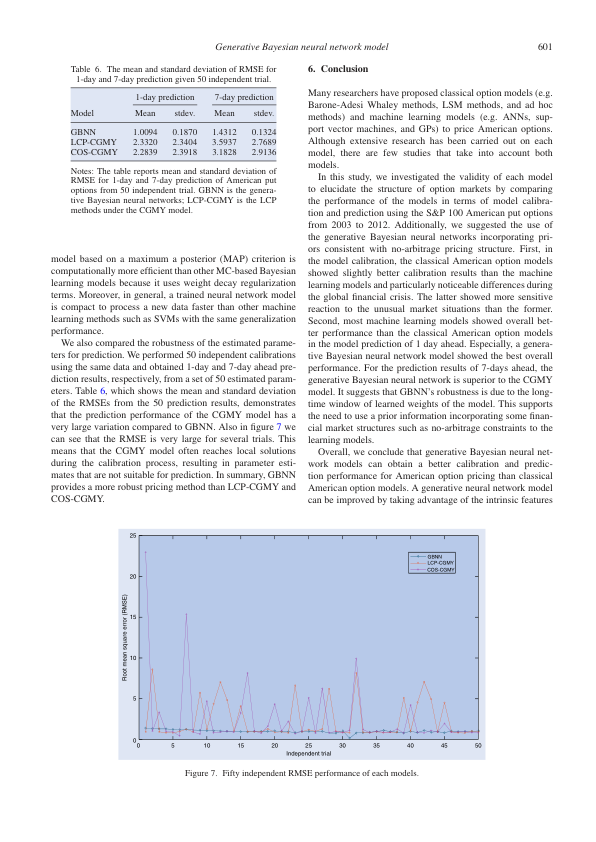 Generative Bayesian neural network model
601
Table 6. The mean and standard deviation of RMSE for
1-day and 7-day prediction given 50 independent trial.
1-day prediction 7-day prediction
Model Mean stdev. Mean stdev.
GBNN 1.0094 0.1870 1.4312 0.1324
LCP-CGMY 2.3320 2.3404 3.5937 2.7689
COS-CGMY 2.2839 2.3918 3.1828 2.9136
Notes: The table reports mean and standard deviation of
RMSE for 1-day and 7-day prediction of American put
options from 50 independent trial. GBNN is the genera-
tive Bayesian neural networks; LCP-CGMY is the LCP
methods under the CGMY model.
model based on a maximum a posterior (MAP) criterion is
computationally more efficient than other MC-based Bayesian
learning models because it uses weight decay regularization
terms. Moreover, in general, a trained neural network model
is compact to process a new data faster than other machine
learning methods such as SVMs with the same generalization
performance.
We also compared the robustness of the estimated parame-
ters for prediction. We performed 50 independent calibrations
using the same data and obtained 1-day and 7-day ahead pre-
diction results, respectively, from a set of 50 estimated param-
eters. Table 6, which shows the mean and standard deviation
of the RMSEs from the 50 prediction results, demonstrates
that the prediction performance of the CGMY model has a
very large variation compared to GBNN. Also in figure 7 we
can see that the RMSE is very large for several trials. This
means that the CGMY model often reaches local solutions
during the calibration process, resulting in parameter esti-
mates that are not suitable for prediction. In summary, GBNN
provides a more robust pricing method than LCP-CGMY and
COS-CGMY.
6. Conclusion
Many researchers have proposed classical option models (e.g.
Barone-Adesi Whaley methods, LSM methods, and ad hoc
methods) and machine learning models (e.g. ANNs, sup-
port vector machines, and GPs) to price American options.
Although extensive research has been carried out on each
model, there are few studies that take into account both
models.
In this study, we investigated the validity of each model
to elucidate the structure of option markets by comparing
the performance of the models in terms of model calibra-
tion and prediction using the S&P 100 American put options
from 2003 to 2012. Additionally, we suggested the use of
the generative Bayesian neural networks incorporating pri-
ors consistent with no-arbitrage pricing structure. First, in
the model calibration, the classical American option models
showed slightly better calibration results than the machine
learning models and particularly noticeable differences during
the global financial crisis. The latter showed more sensitive
reaction to the unusual market situations than the former.
Second, most machine learning models showed overall bet-
ter performance than the classical American option models
in the model prediction of 1 day ahead. Especially, a genera-
tive Bayesian neural network model showed the best overall
performance. For the prediction results of 7-days ahead, the
generative Bayesian neural network is superior to the CGMY
model. It suggests that GBNN's robustness is due to the long-
time window of learned weights of the model. This supports
the need to use a prior information incorporating some finan-
cial market structures such as no-arbitrage constraints to the
learning models.
Overall, we conclude that generative Bayesian neural net-
work models can obtain a better calibration and predic-
tion performance for American option pricing than classical
American option models. A generative neural network model
can be improved by taking advantage of the intrinsic features
25
20
15
10
5
0
Root mean square error (RMSE)
GBNN
LCP-CGMY
COS-CGMY
0 5 10 15 20 25 30 35 40 45 50
Independent trial
Figure 7. Fifty independent RMSE performance of each models.